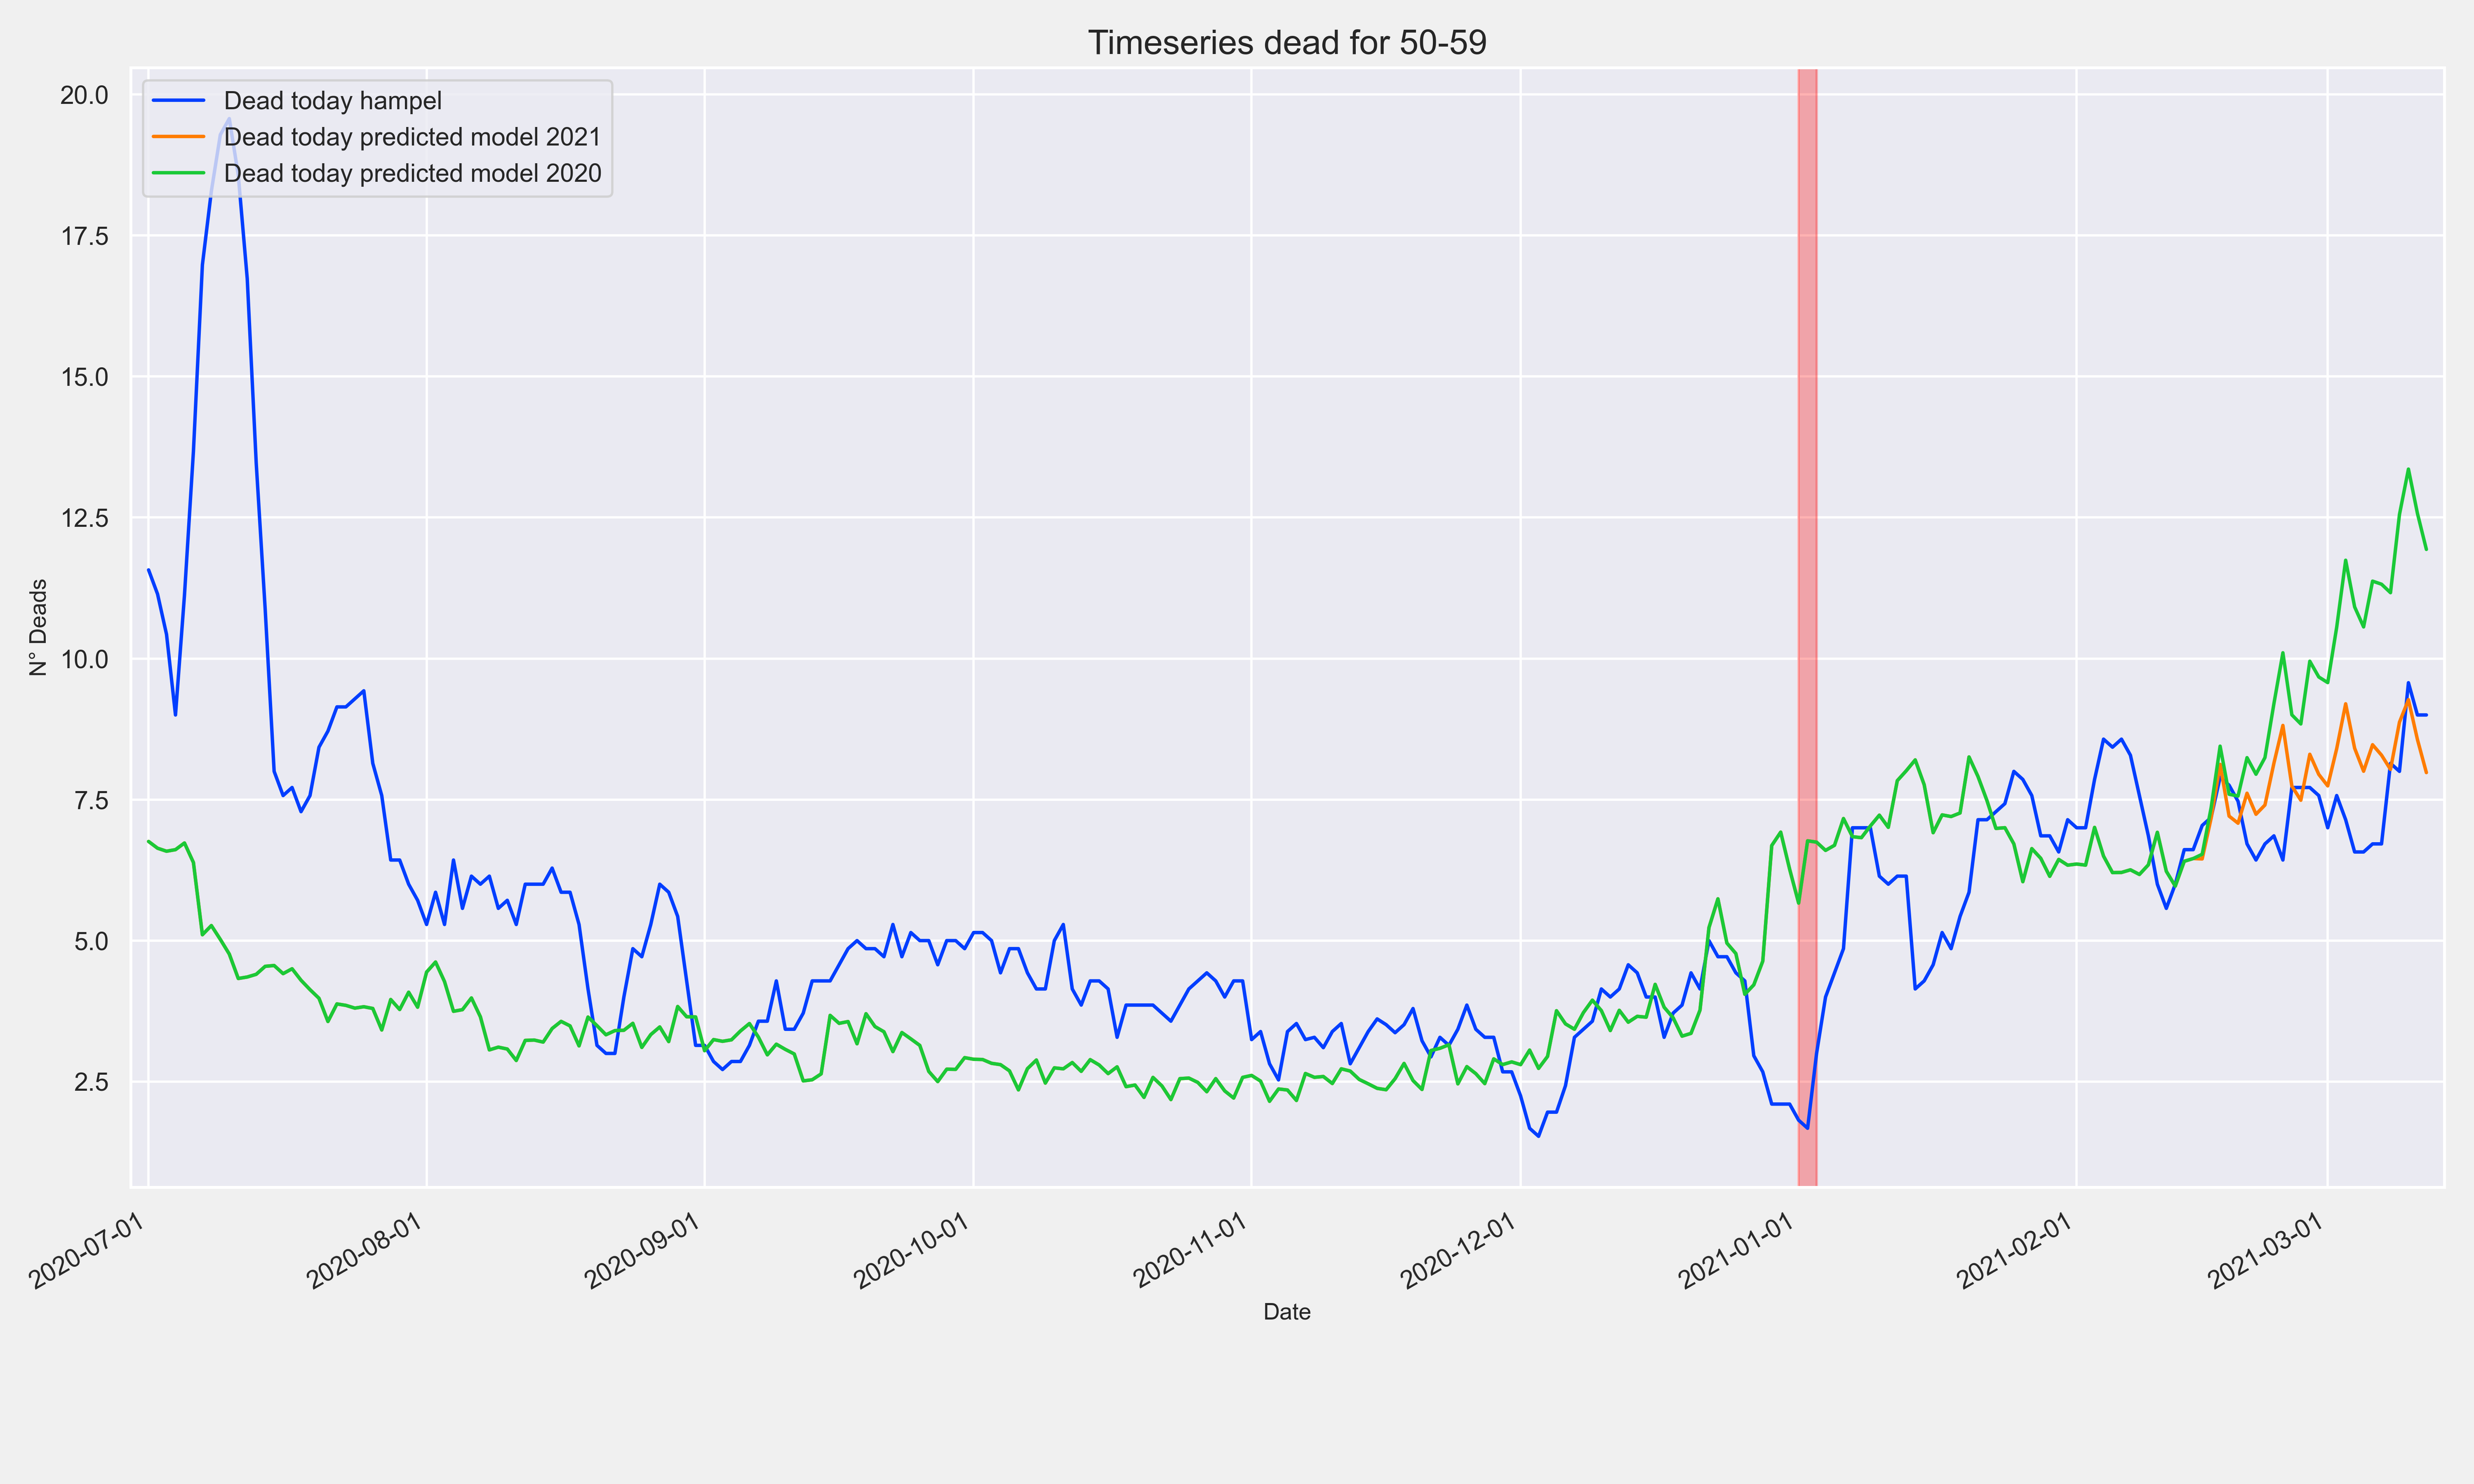 Timeseries dead for 50-59
Dead today hampel
Dead today predicted model 2021
Dead today predicted model 2020
20.0
17.5
15.0
12.5
10.0
7.5
5.0
2.5
N° Deads
2020-07-01
2020-08-01
2020-09-01
2020-10-01
2020-11-01
2020-12-01
2021-01-01
2021-02-01
2021-03-01
Date